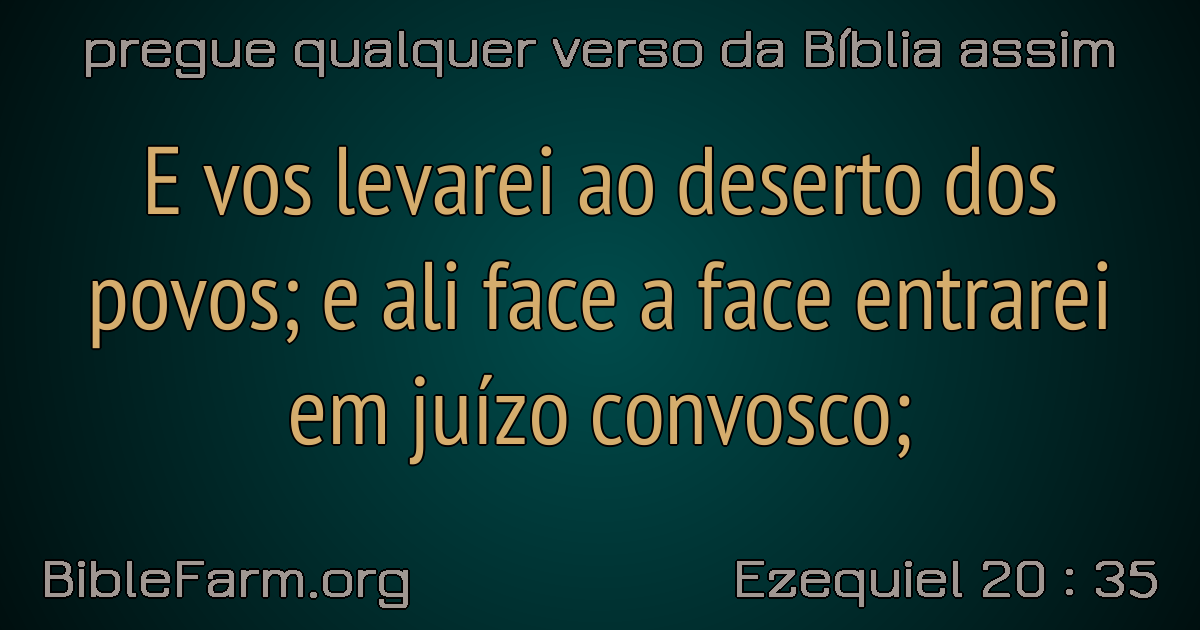 pregue qualquer verso da Bíblia assim
E vos levarei ao deserto dos
povos; e ali face a face entrarei
em juízo convosco;
BibleFarm.org
Ezequiel 20 : 35